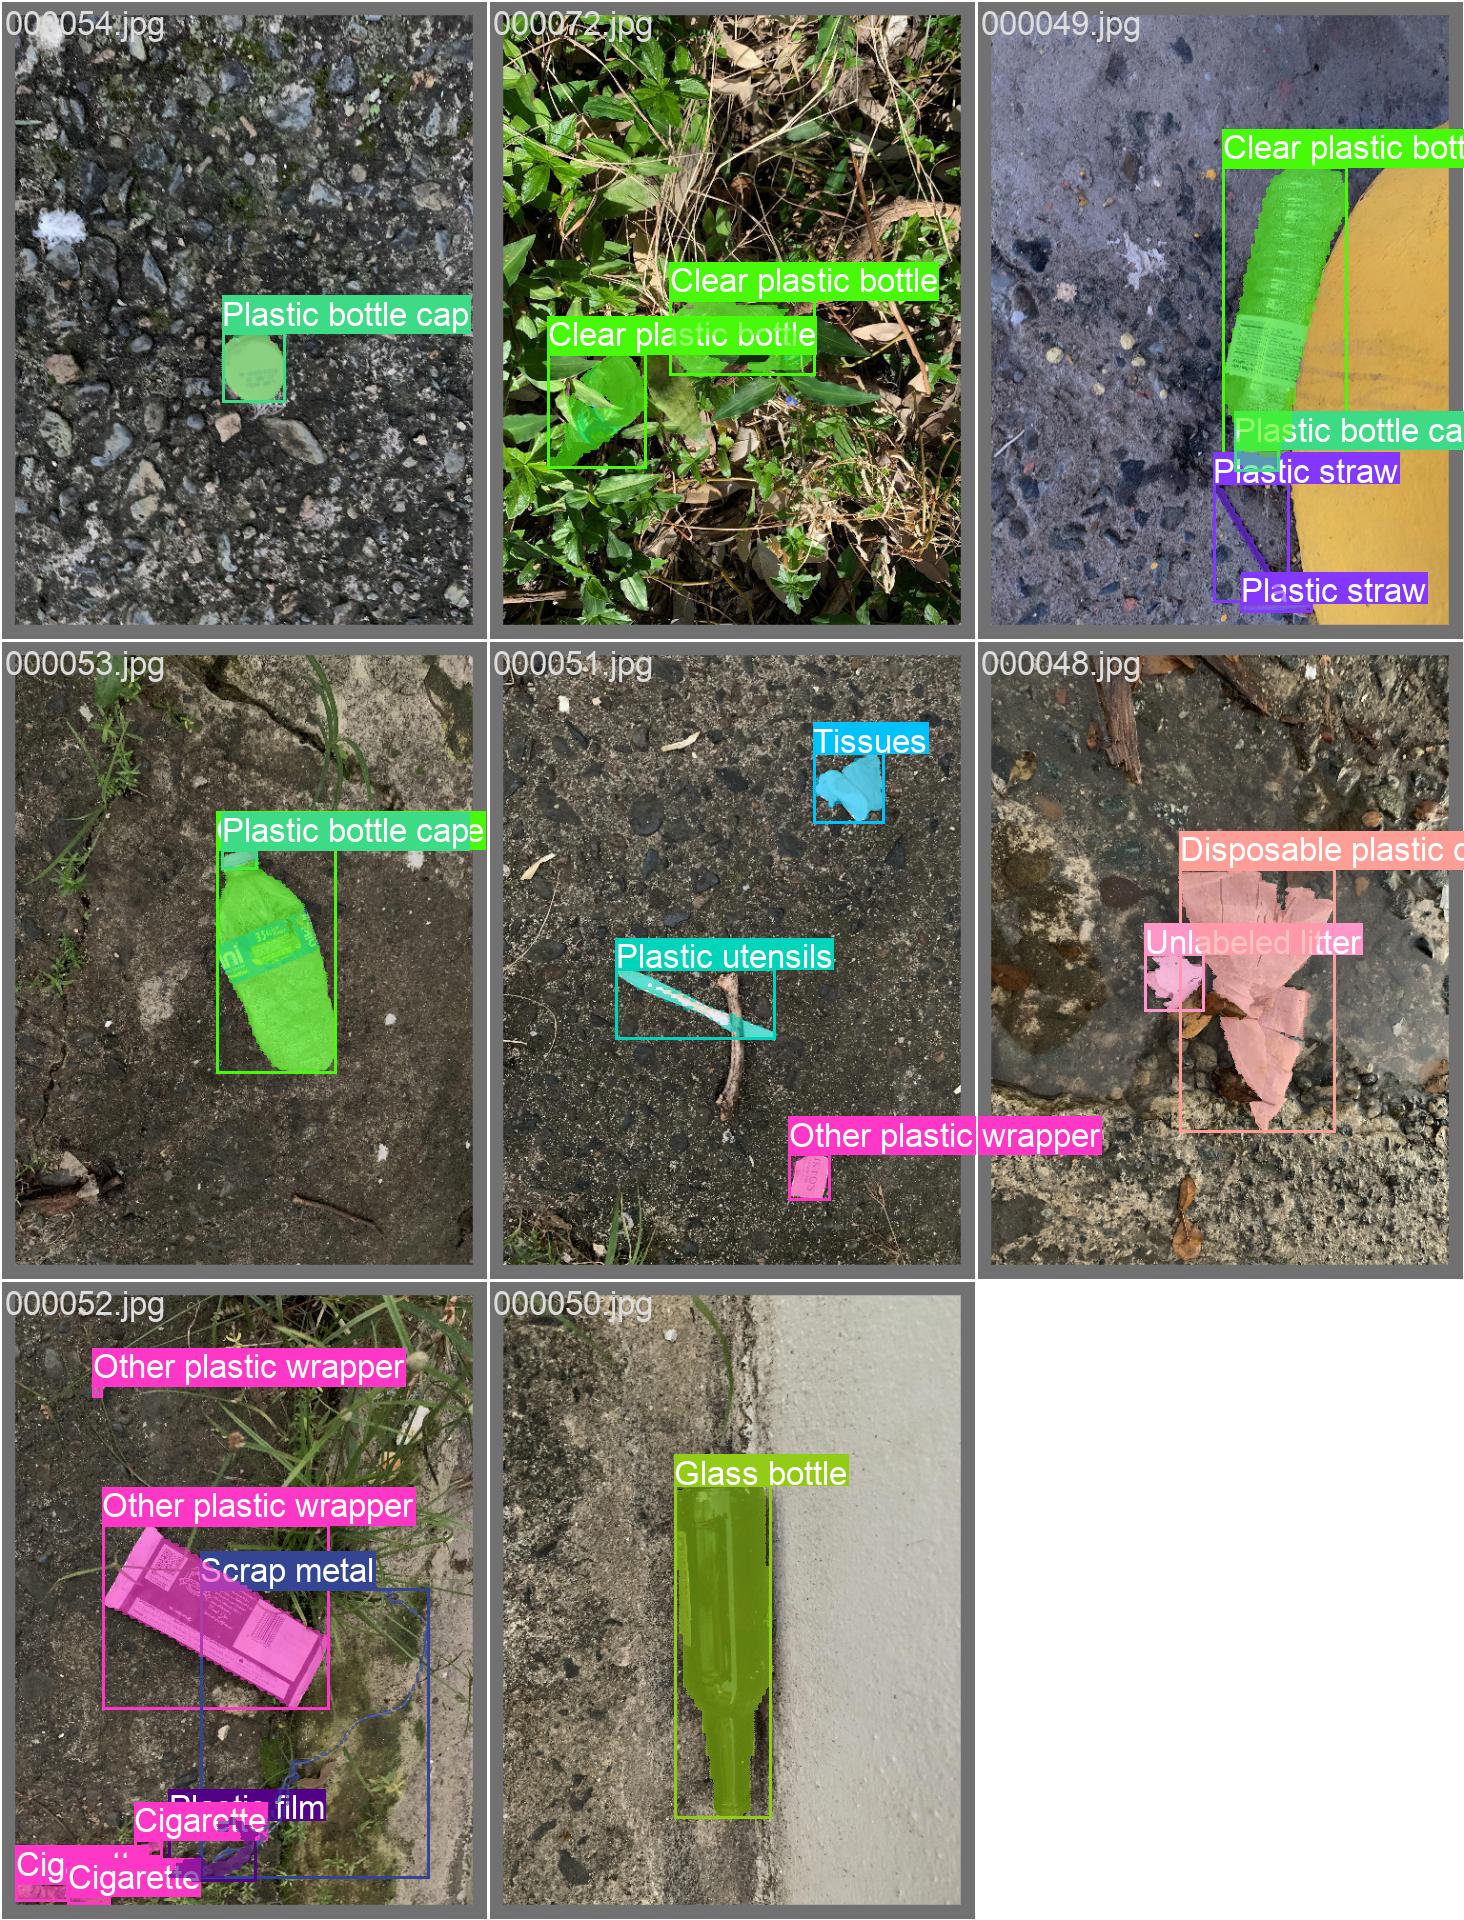 000054.jpg
Plastic bottle cap
000072.jpg
Clear plastic bottle
Clear plastic bottle
000049.jpg
Clear plastic bott
Plastic bottle ca
Plastic straw
Plastic straw
000053.jpg
Plastic bottle cap
e
ni
000051.jpg
Tissues
Plastic utensils
Other plastic wrapper
000048.jpg
Disposable plastic c
Unlabeled litter
000052.jpg
Other plastic wrapper
Other plastic wrapper
Scrap metal
Plastic film
Cigarette
Cig
Cigarette
000050.jpg
Glass bottle